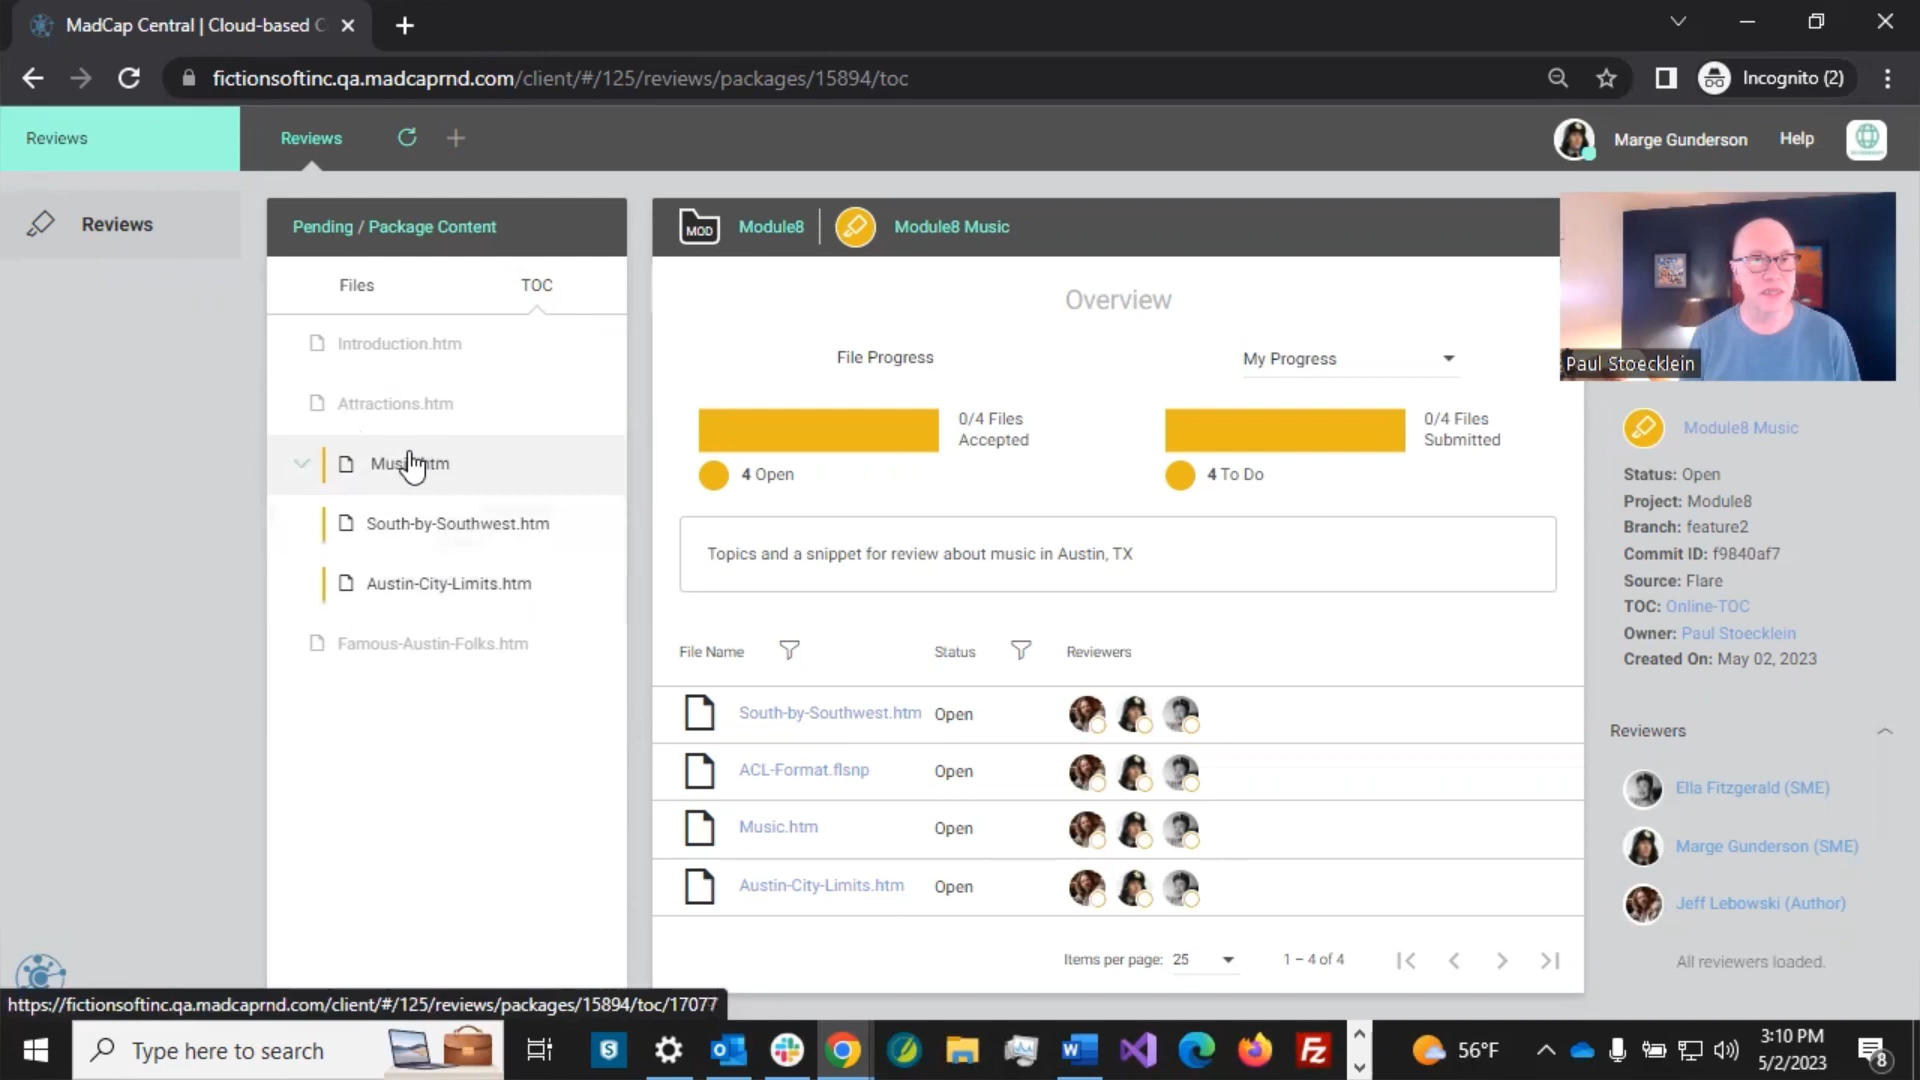 MadCap Central | Cloud-based C
fictionsoftinc.qa.madcaprnd.com/client/#/125/reviews/packages/15894/toc
Incognito (2)
Reviews
Reviews
Marge Gunderson
Help
Reviews
Pending / Package Content
MOD
Module8
Module8 Music
Files
TOC
Overview
Introduction.htm
Attractions.htm
Music.htm
South-by-Southwest.htm
Austin-City-Limits.htm
Famous-Austin-Folks.htm
File Progress
My Progress
0/4 Files
Accepted
4 Open
0/4 Files
Submitted
4 To Do
Topics and a snippet for review about music in Austin, TX
File Name
Status
Reviewers
South-by-Southwest.htm
Open
ACL-Format.flsnp
Open
Music.htm
Open
Austin-City-Limits.htm
Open
Items per page: 25
1 – 4 of 4
Paul Stoecklein
Module8 Music
Status: Open
Project: Module8
Branch: feature2
Commit ID: f9840af7
Source: Flare
TOC: Online-TOC
Owner: Paul Stoecklein
Created On: May 02, 2023
Reviewers
Ella Fitzgerald (SME)
Marge Gunderson (SME)
Jeff Lebowski (Author)
All reviewers loaded.
https://fictionsoftinc.qa.madcaprnd.com/client/#/125/reviews/packages/15894/toc/17077
Type here to search
56°F
3:10 PM
5/2/2023
8